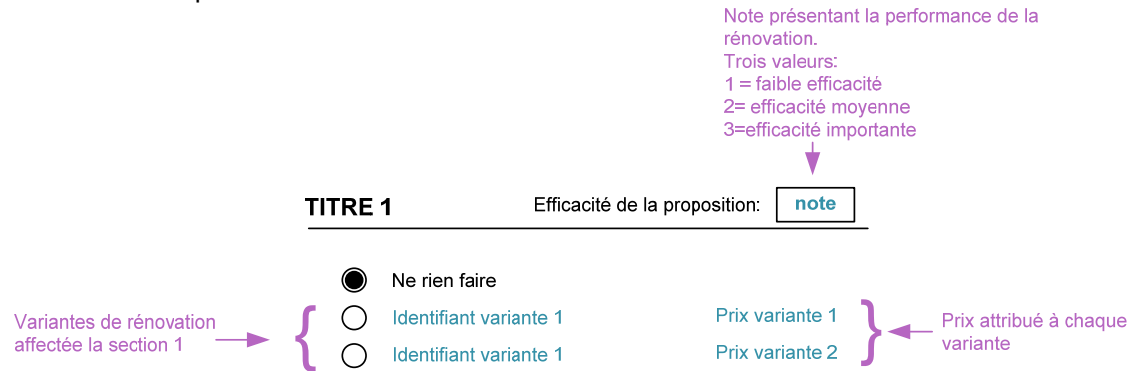 Note présentant la performance de la
rénovation.
Trois valeurs:
1 = faible efficacité
2= efficacité moyenne
3=efficacité importante
TITRE 1 Efficacité de la proposition: note
Ne rien faire
Variantes de rénovation
affectée la section 1
Identifiant variante 1 Prix variante 1
Identifiant variante 1 Prix variante 2
Prix attribué à chaque
variante